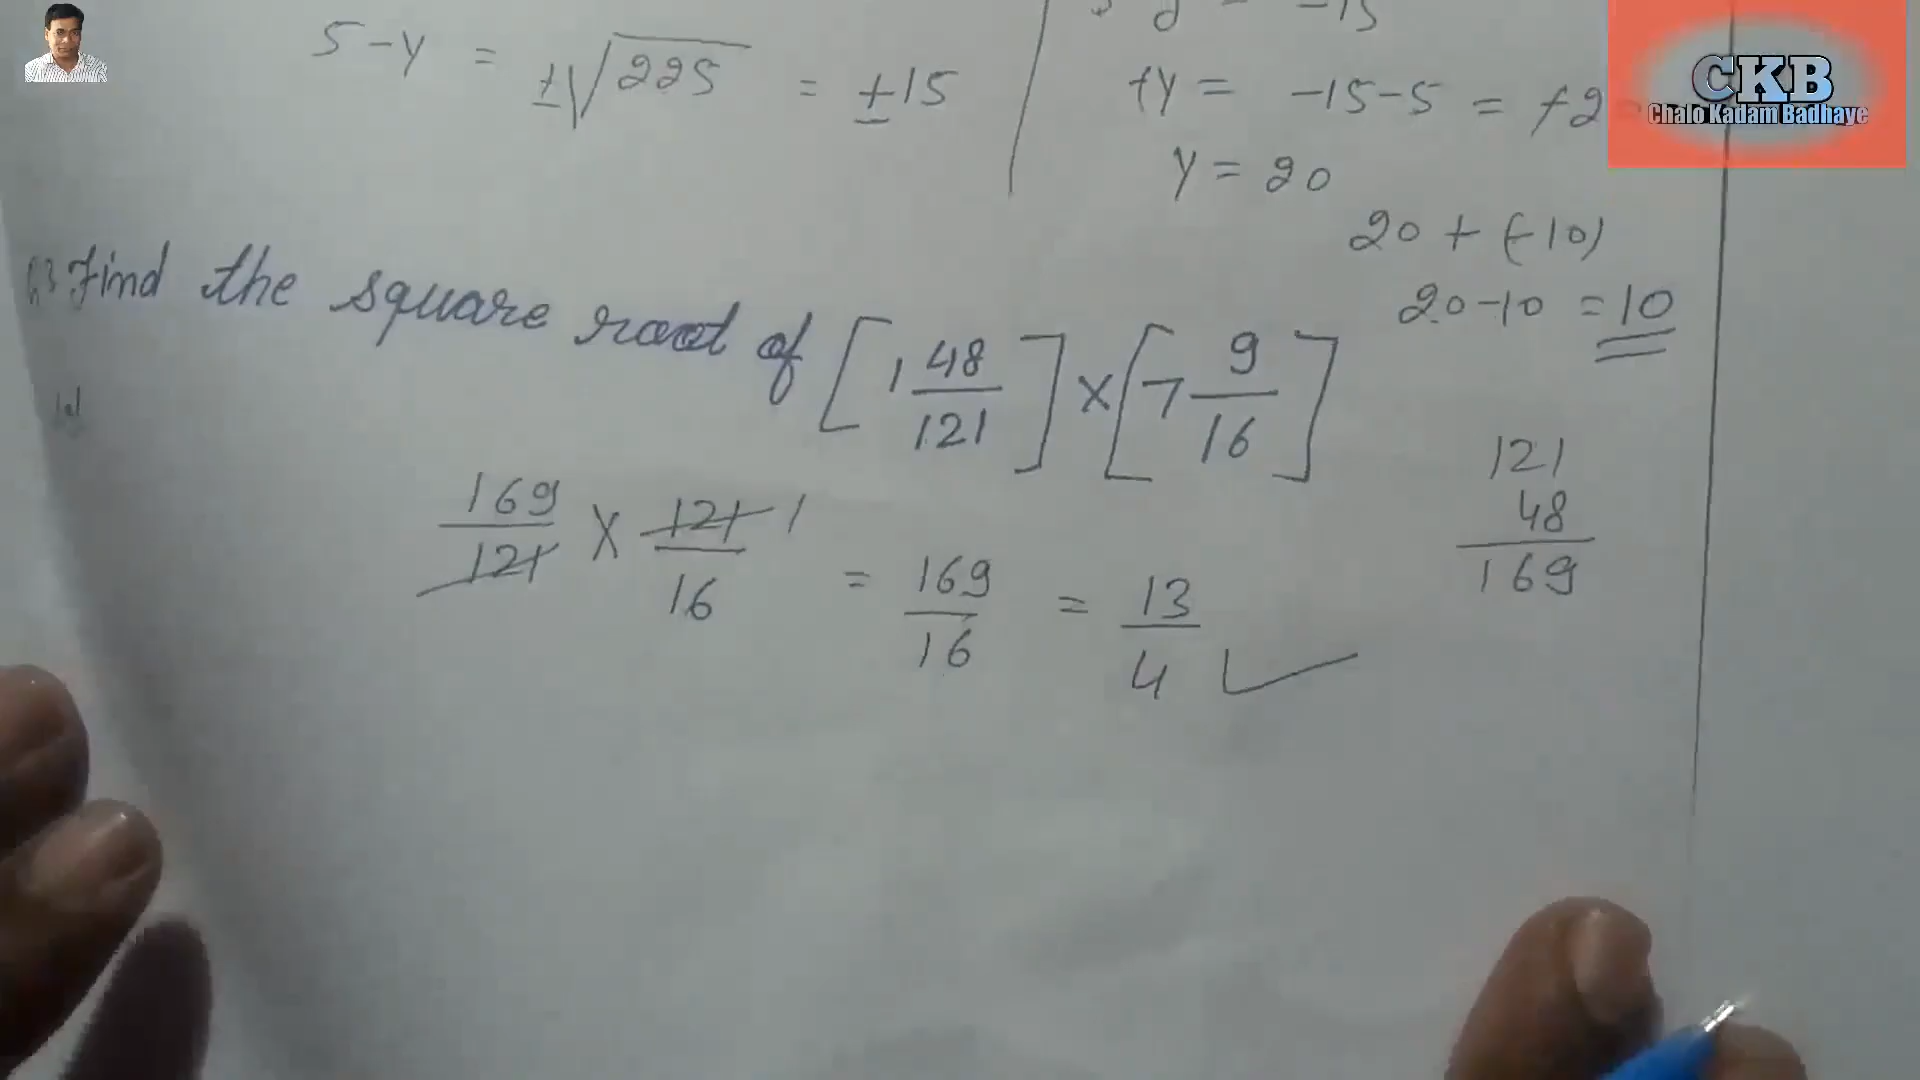 5-y = ±√225 = ±15
= -15
+y = -15-5 = +2
y = 20
20 + (-10)
20-10 = 10
CKB
Chalo Kadam Badhaye
Find the square root of [1 48/121] × [7 9/16]
169/121 × 121/16 1 = 169/16 = 13/4 ✓
121
48
169